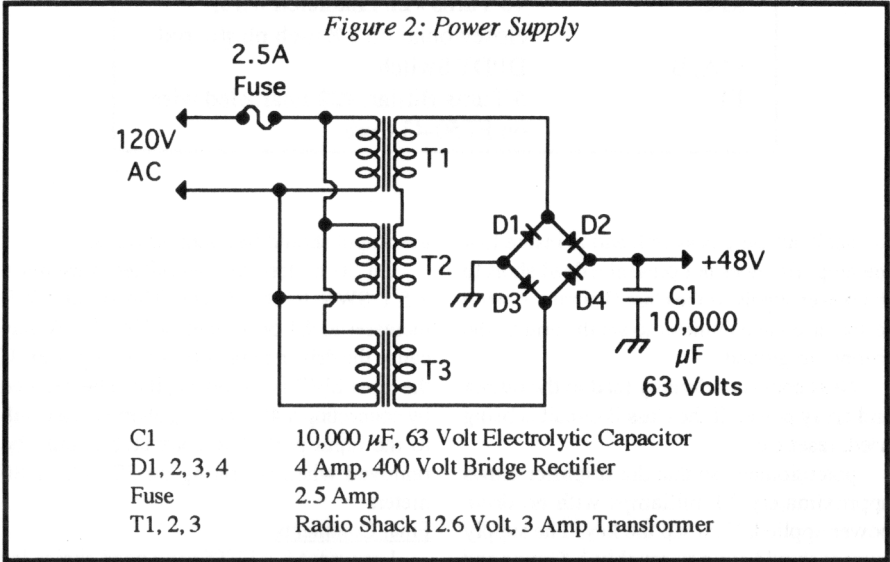 Figure 2: Power Supply
2.5A
Fuse
120V
AC
T1
T2
T3
D1
D2
D3
D4
+48V
C1
10,000
μF
63 Volts
C1 10,000 μF, 63 Volt Electrolytic Capacitor
D1, 2, 3, 4 4 Amp, 400 Volt Bridge Rectifier
Fuse 2.5 Amp
T1, 2, 3 Radio Shack 12.6 Volt, 3 Amp Transformer